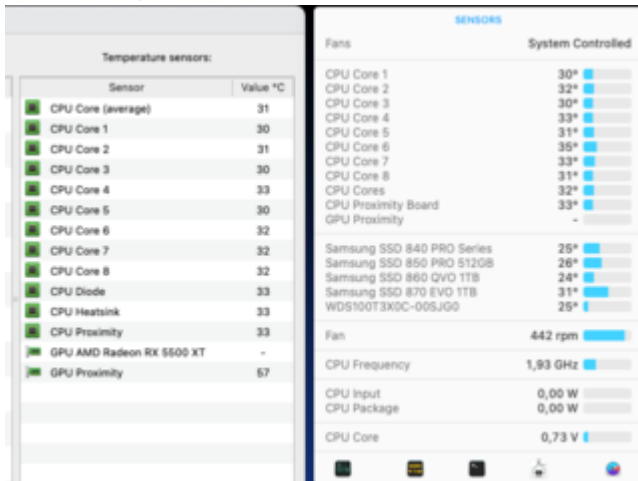 Temperature sensors:
Sensor Value °C
CPU Core (average) 31
CPU Core 1 30
CPU Core 2 31
CPU Core 3 30
CPU Core 4 33
CPU Core 5 30
CPU Core 6 32
CPU Core 7 32
CPU Core 8 32
CPU Diode 33
CPU Heatsink 33
CPU Proximity 33
GPU AMD Radeon RX 5500 XT -
GPU Proximity 57
SENSORS
Fans System Controlled
CPU Core 1 30°
CPU Core 2 32°
CPU Core 3 30°
CPU Core 4 33°
CPU Core 5 31°
CPU Core 6 35°
CPU Core 7 33°
CPU Core 8 31°
CPU Cores 32°
CPU Proximity Board 33°
GPU Proximity -
Samsung SSD 840 PRO Series 25°
Samsung SSD 850 PRO 512GB 26°
Samsung SSD 860 QVO 1TB 24°
Samsung SSD 870 EVO 1TB 31°
WDS100T3X0C-00SJG0 25°
Fan 442 rpm
CPU Frequency 1,93 GHz
CPU Input 0,00 W
CPU Package 0,00 W
CPU Core 0,73 V